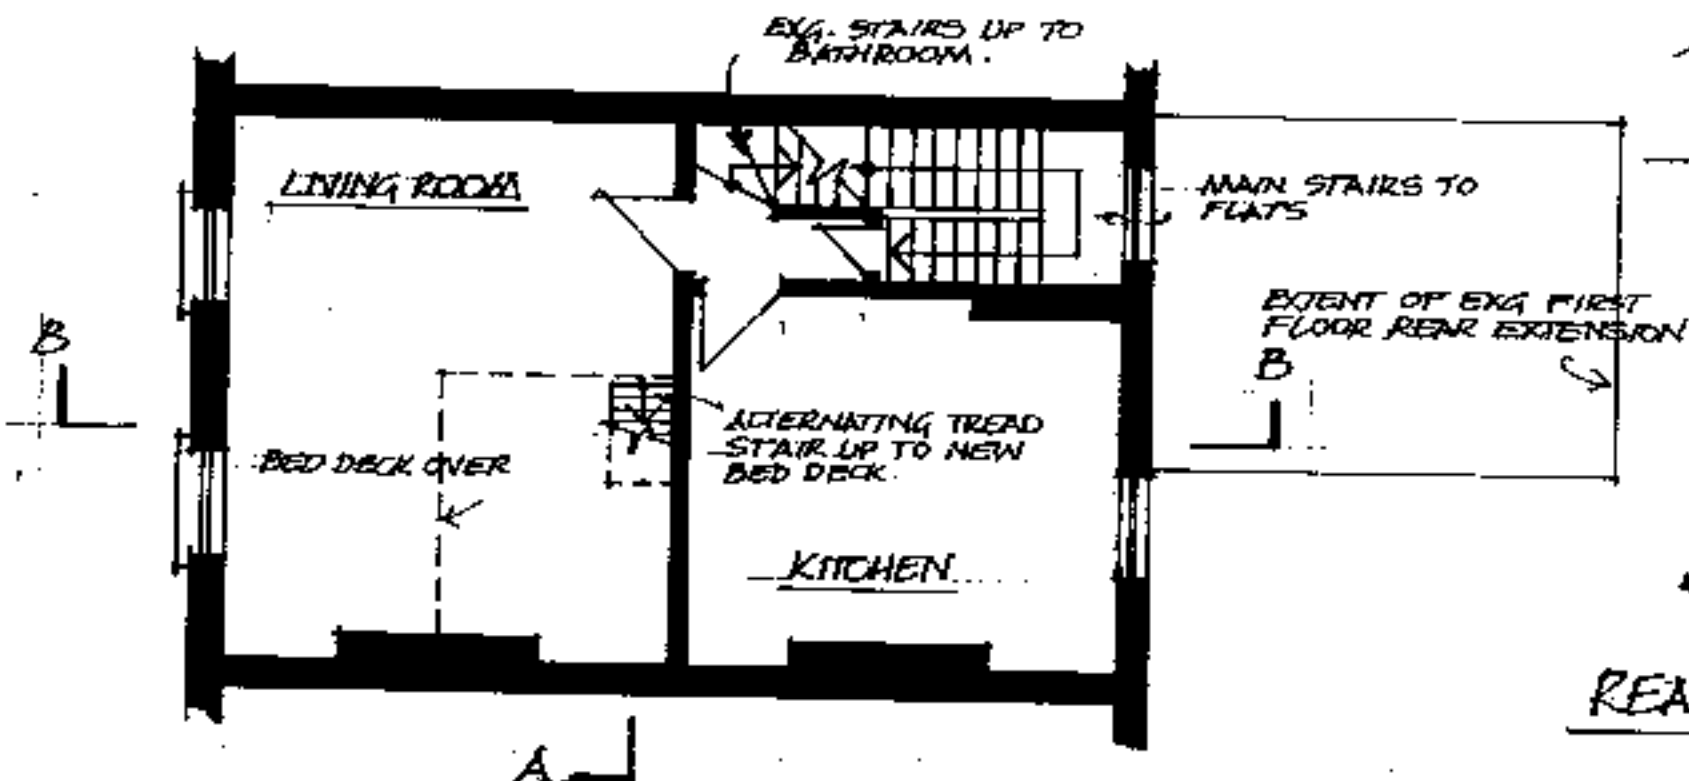 EXG. STAIRS UP TO
BATHROOM.
LIVING ROOM
MAIN STAIRS TO
FLATS
EXTENT OF EXG FIRST
FLOOR REAR EXTENSION
B
B
ALTERNATING TREAD
STAIR UP TO NEW
BED DECK.
BED DECK OVER
KITCHEN
REA
A